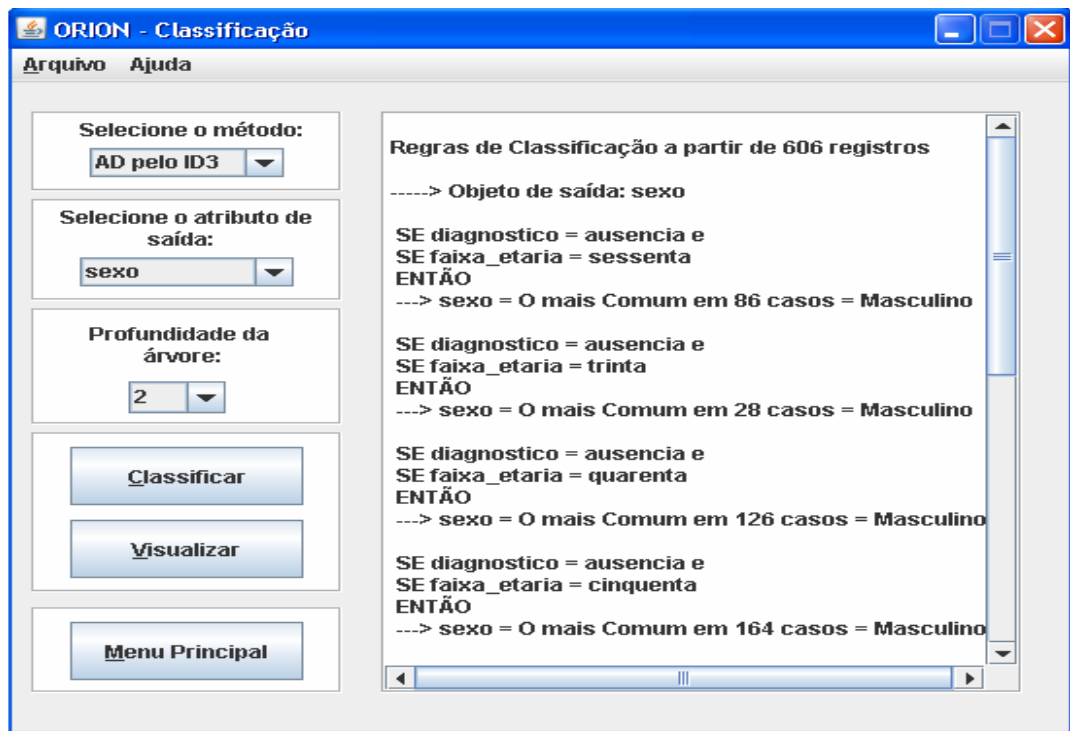 ORION - Classificação
Arquivo Ajuda
Selecione o método:
AD pelo ID3
Selecione o atributo de
saída:
sexo
Profundidade da
árvore:
2
Classificar
Visualizar
Menu Principal
Regras de Classificação a partir de 606 registros
-----> Objeto de saída: sexo
SE diagnostico = ausencia e
SE faixa_etaria = sessenta
ENTÃO
---> sexo = O mais Comum em 86 casos = Masculino
SE diagnostico = ausencia e
SE faixa_etaria = trinta
ENTÃO
---> sexo = O mais Comum em 28 casos = Masculino
SE diagnostico = ausencia e
SE faixa_etaria = quarenta
ENTÃO
---> sexo = O mais Comum em 126 casos = Masculino
SE diagnostico = ausencia e
SE faixa_etaria = cinquenta
ENTÃO
---> sexo = O mais Comum em 164 casos = Masculino